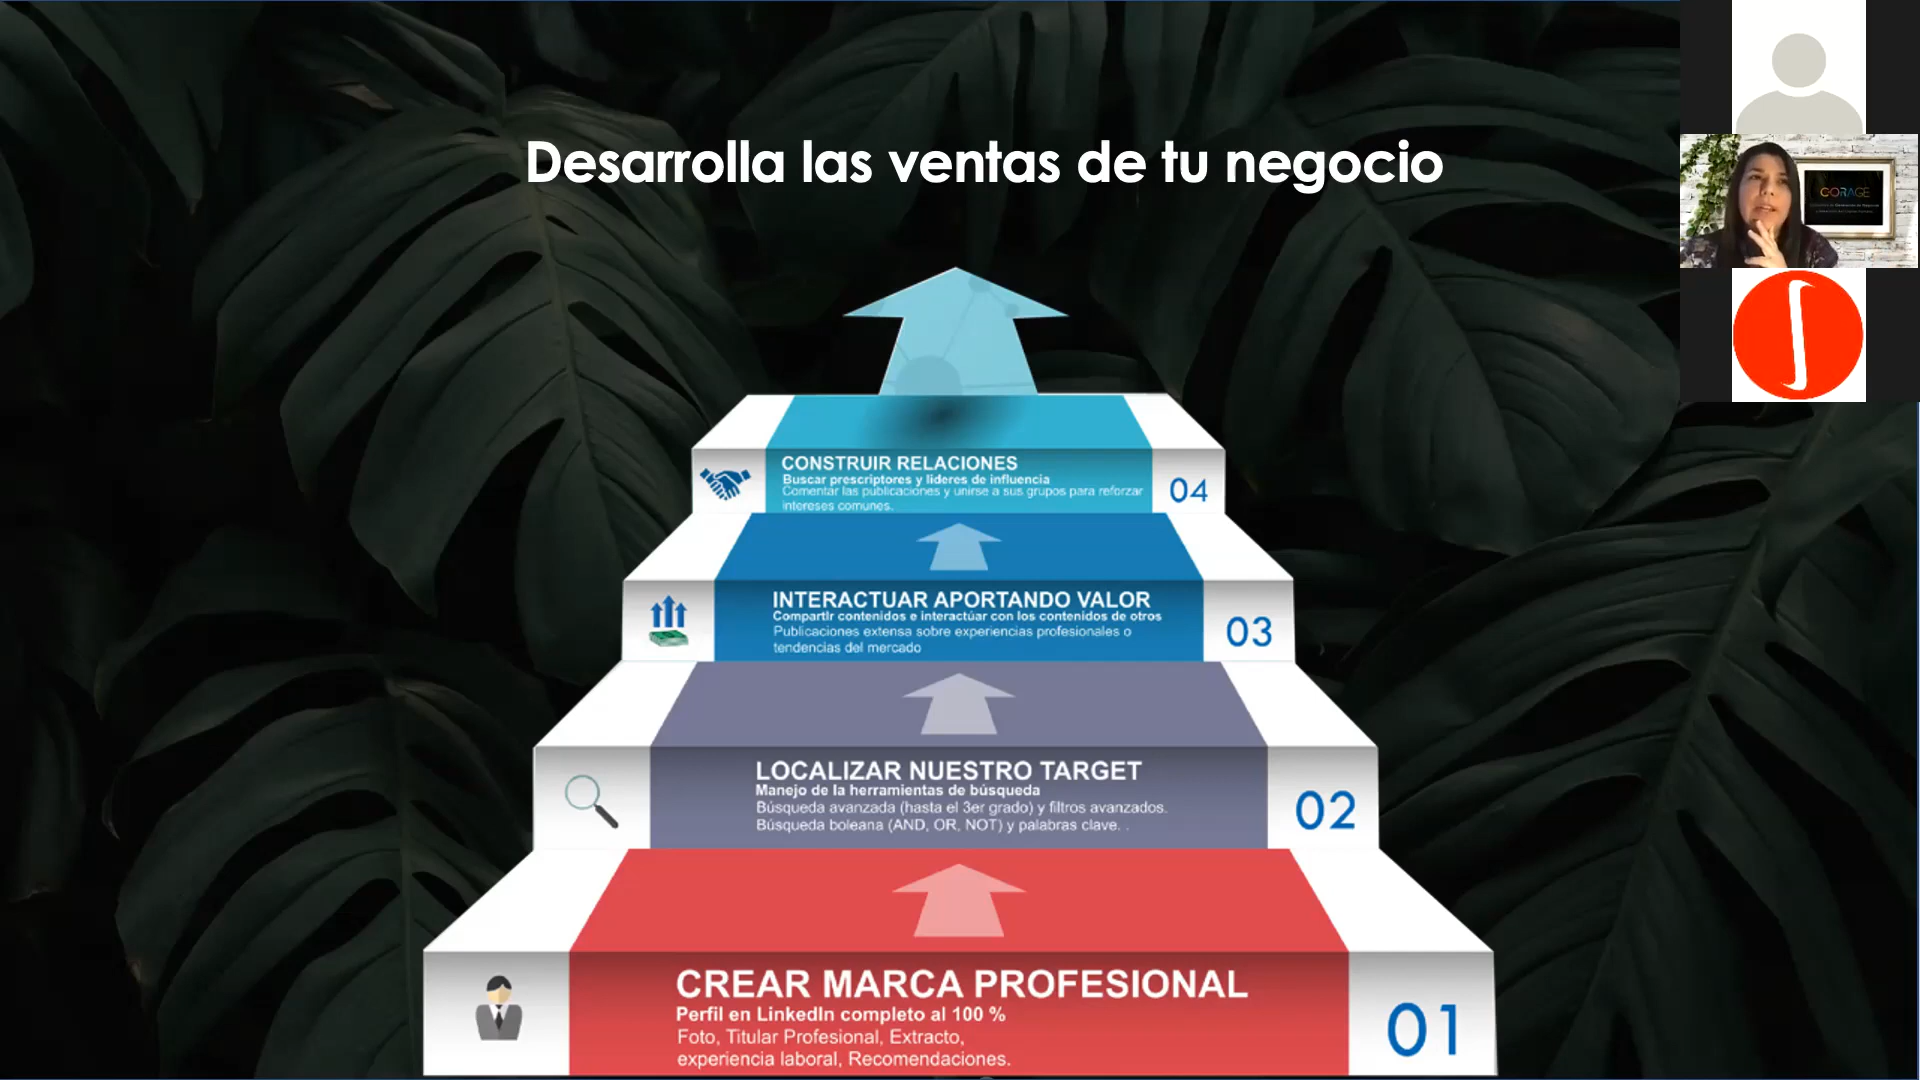 Desarrolla las ventas de tu negocio
CORAGE
CONSTRUIR RELACIONES
Buscar prescriptores y lideres de influencia
Comentar las publicaciones y unirse a sus grupos para reforzar
intereses comunes.
04
INTERACTUAR APORTANDO VALOR
Compartir contenidos e interactúar con los contenidos de otros
Publicaciones extensa sobre experiencias profesionales o
tendencias del mercado
03
LOCALIZAR NUESTRO TARGET
Manejo de la herramientas de búsqueda
Búsqueda avanzada (hasta el 3er grado) y filtros avanzados.
Búsqueda boleana (AND, OR, NOT) y palabras clave. .
02
CREAR MARCA PROFESIONAL
Perfil en LinkedIn completo al 100 %
Foto, Titular Profesional, Extracto,
experiencia laboral, Recomendaciones.
01